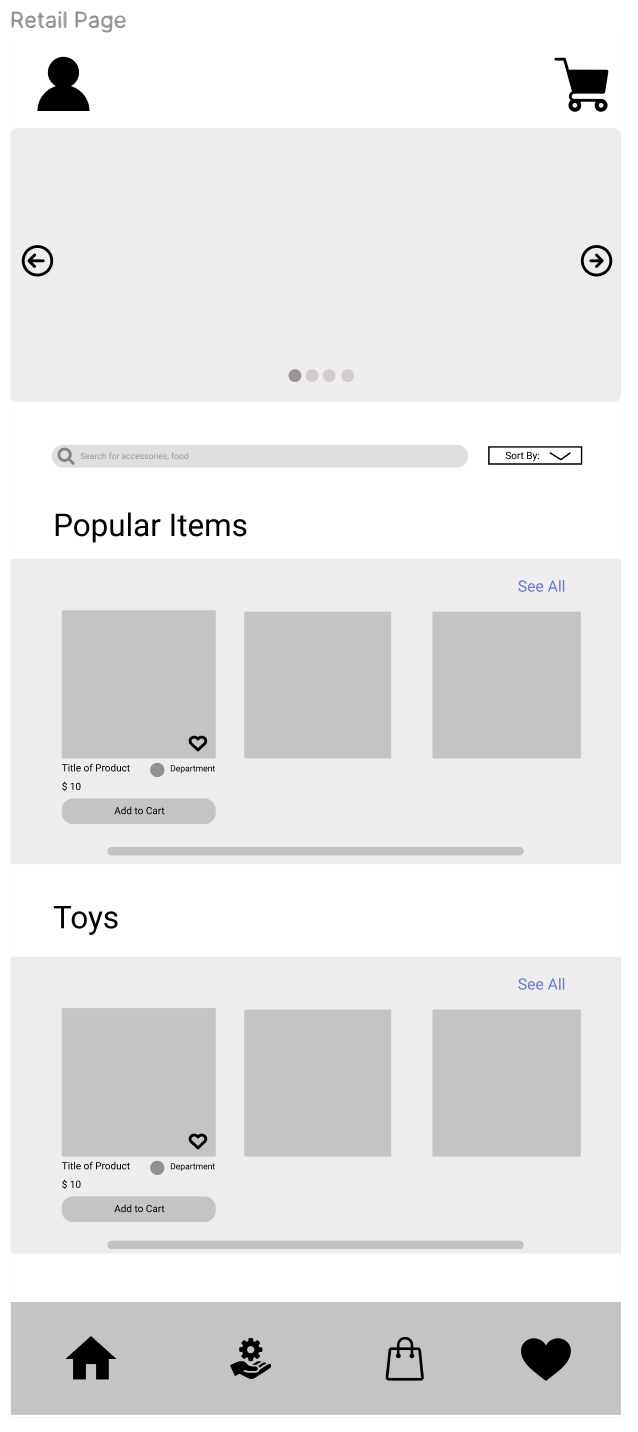 Retail Page
Search for accessories, food
Sort By:
Popular Items
See All
Title of Product Department
$ 10
Add to Cart
Toys
See All
Title of Product Department
$ 10
Add to Cart